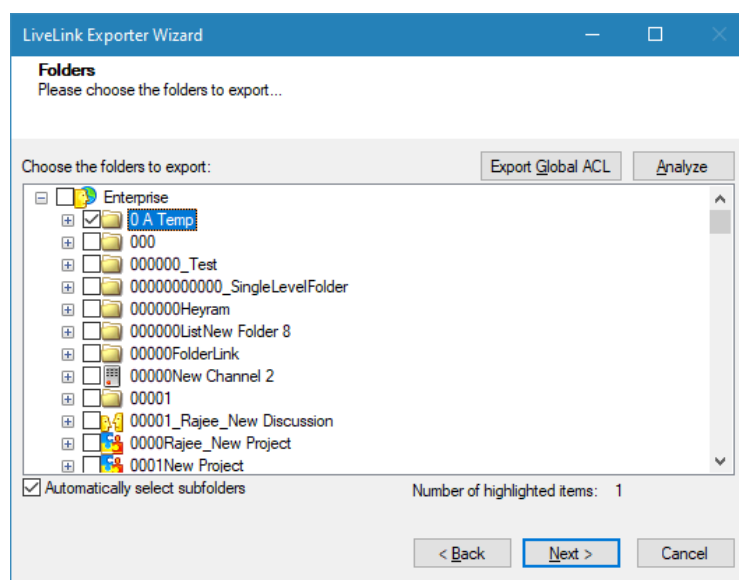 LiveLink Exporter Wizard
Folders
Please choose the folders to export...
Choose the folders to export:
Export Global ACL
Analyze
Enterprise
0 A Temp
000
000000_Test
00000000000_SingleLevelFolder
000000Heyram
000000ListNew Folder 8
00000FolderLink
00000New Channel 2
00001
00001_Rajee_New Discussion
0000Rajee_New Project
0001New Project
Automatically select subfolders
Number of highlighted items: 1
< Back
Next >
Cancel